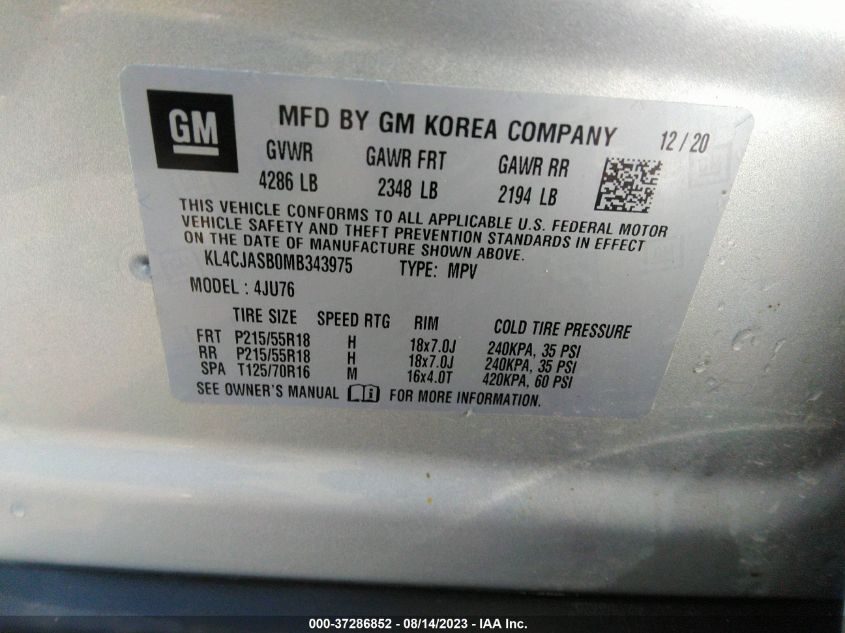 GM
MFD BY GM KOREA COMPANY 12 / 20
GVWR GAWR FRT GAWR RR
4286 LB 2348 LB 2194 LB
THIS VEHICLE CONFORMS TO ALL APPLICABLE U.S. FEDERAL MOTOR
VEHICLE SAFETY AND THEFT PREVENTION STANDARDS IN EFFECT
ON THE DATE OF MANUFACTURE SHOWN ABOVE.
KL4CJASB0MB343975 TYPE: MPV
MODEL : 4JU76
TIRE SIZE SPEED RTG RIM COLD TIRE PRESSURE
FRT P215/55R18 H 18x7.0J 240KPA, 35 PSI
RR P215/55R18 H 18x7.0J 240KPA, 35 PSI
SPA T125/70R16 M 16x4.0T 420KPA, 60 PSI
SEE OWNER'S MANUAL FOR MORE INFORMATION.
000-37286852 - 08/14/2023 - IAA Inc.